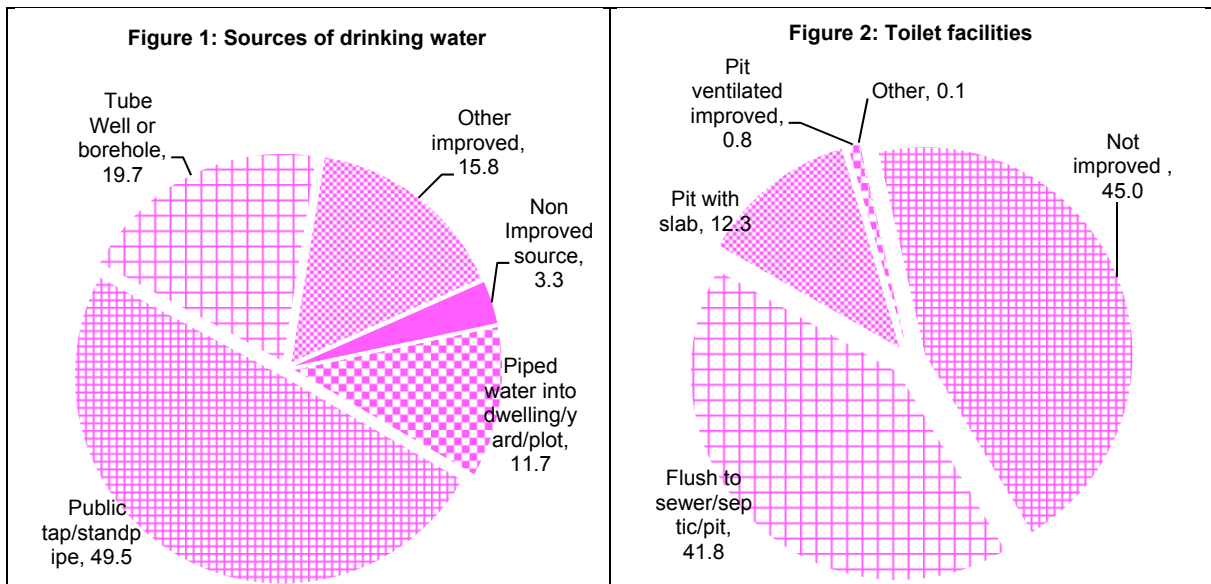 Figure 1: Sources of drinking water
Tube
Well or
borehole,
19.7
Other
improved,
15.8
Non
Improved
source,
3.3
Piped
water into
dwelling/y
ard/plot,
11.7
Public
tap/standp
ipe, 49.5
Figure 2: Toilet facilities
Pit
ventilated
improved,
0.8
Other, 0.1
Not
improved ,
45.0
Pit with
slab, 12.3
Flush to
sewer/sep
tic/pit,
41.8